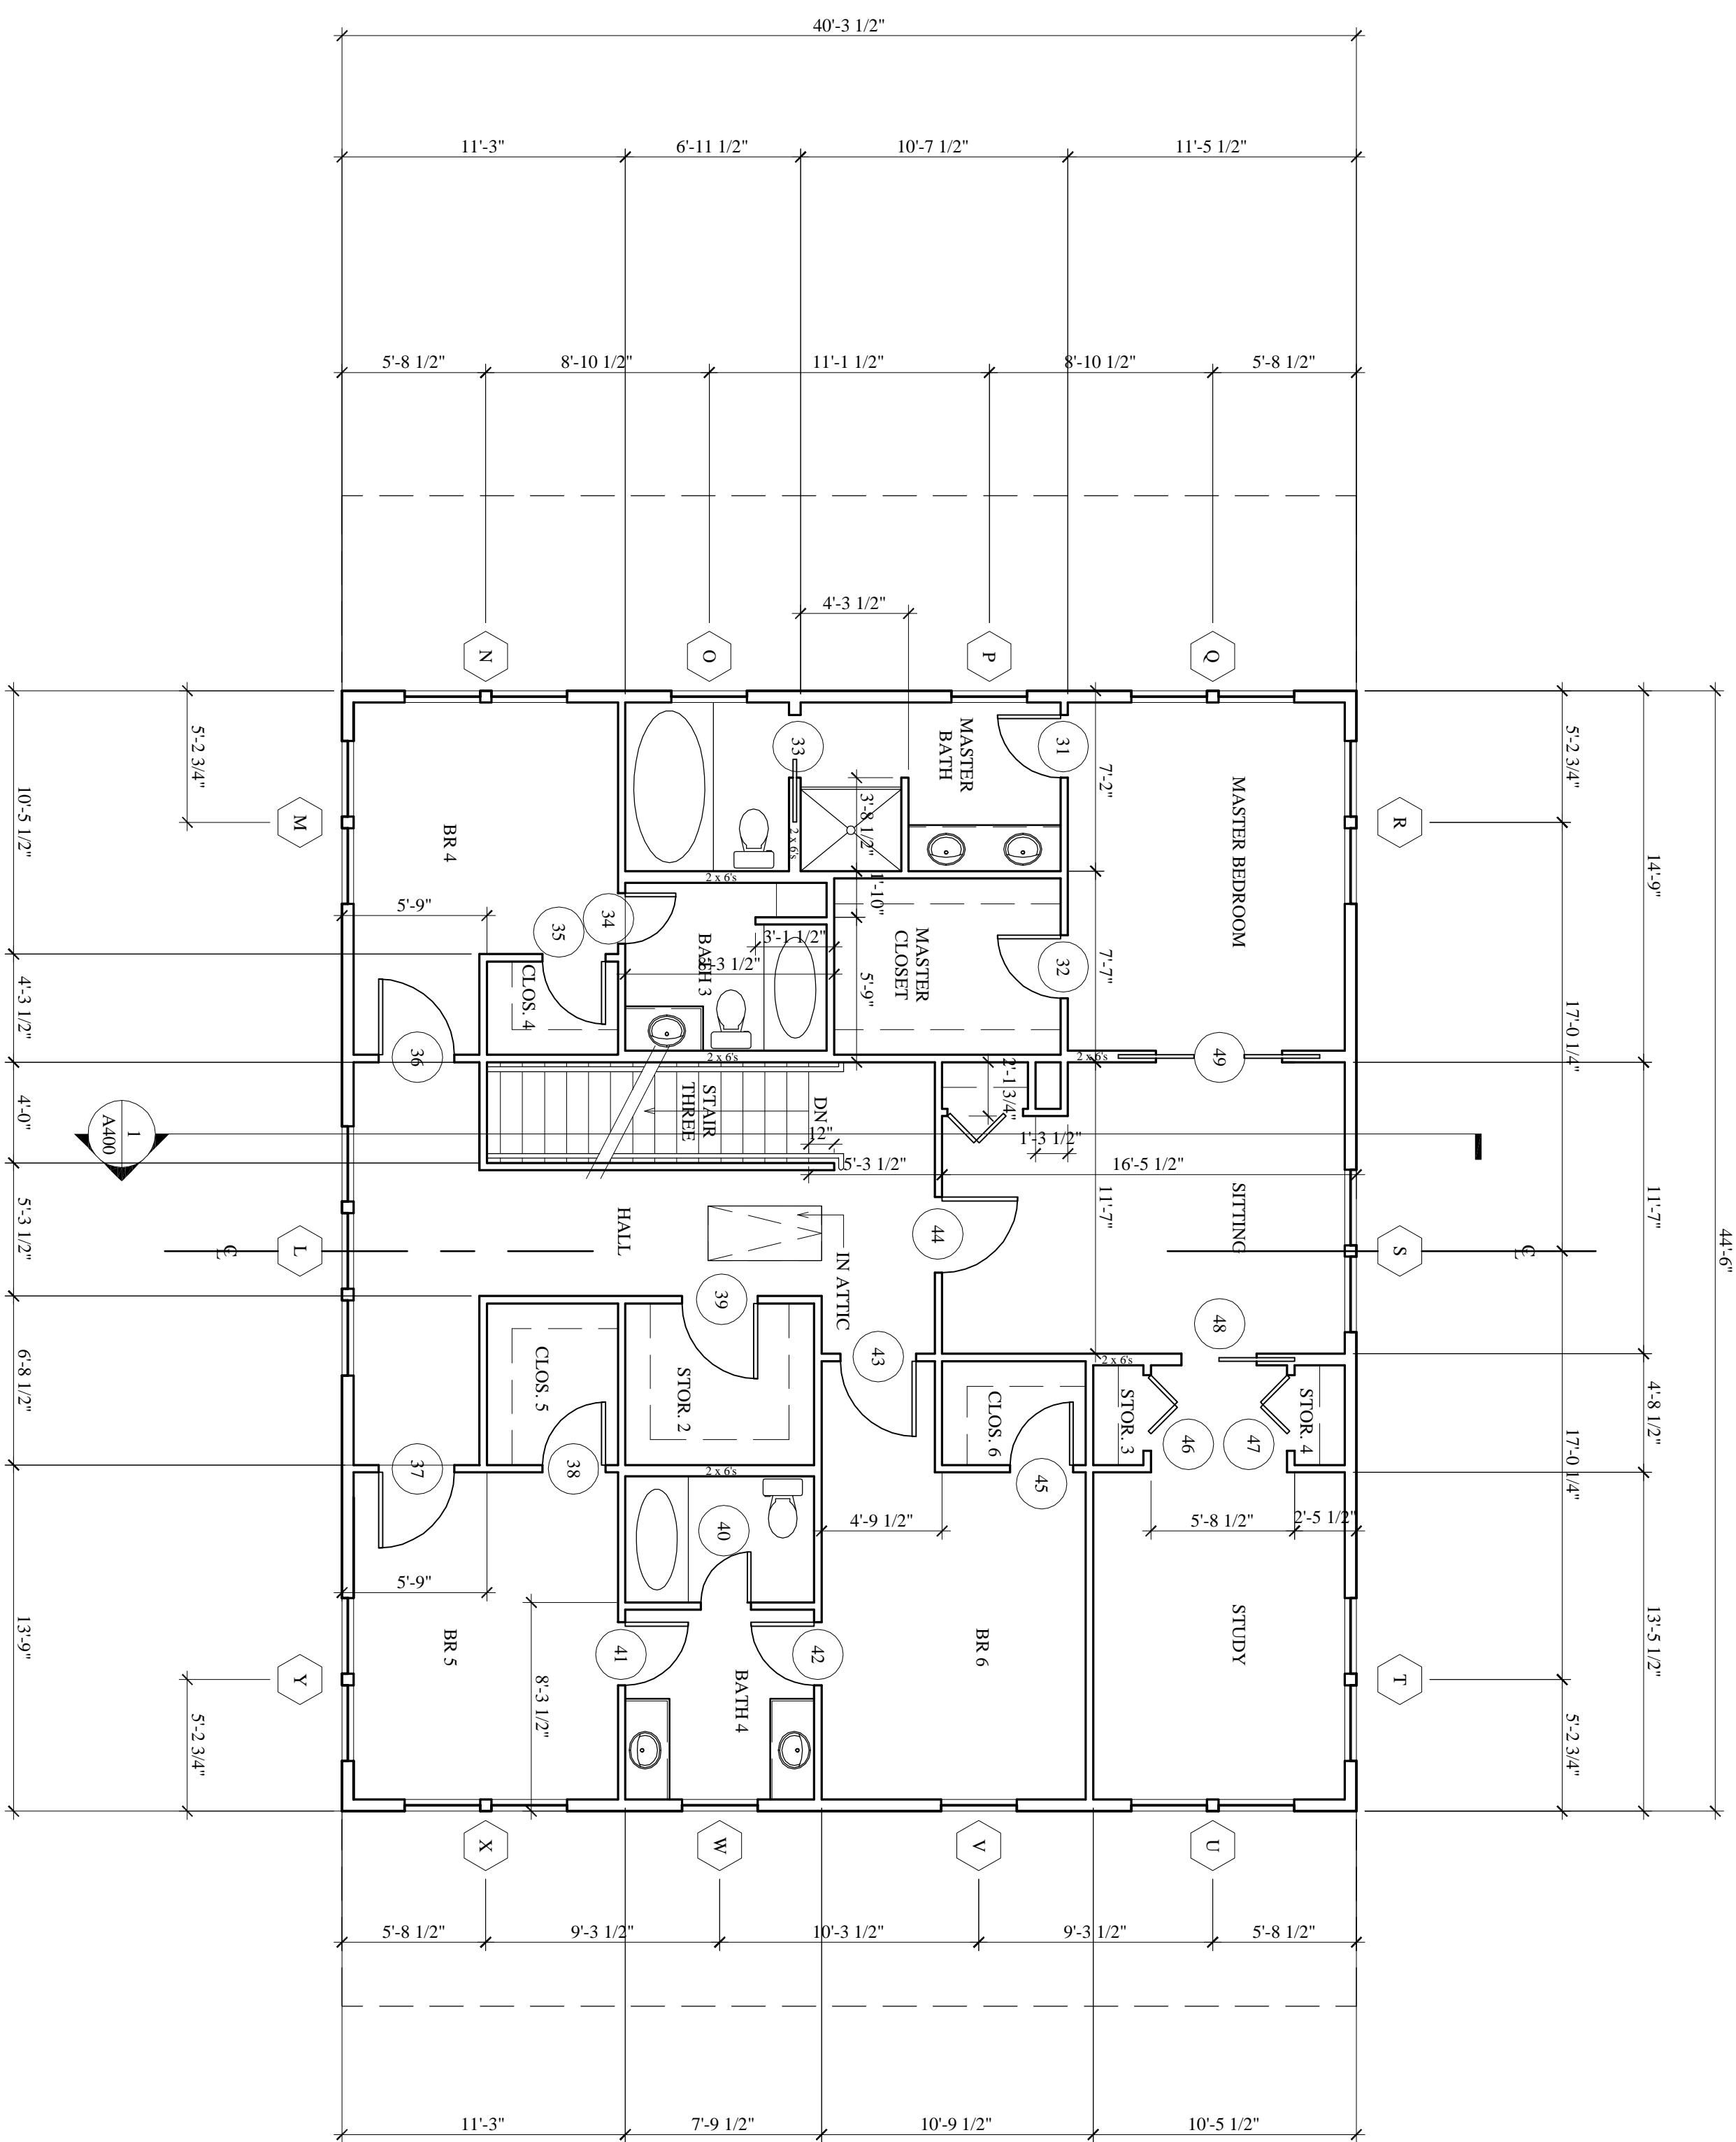 40'-3 1/2"
11'-3"
6'-11 1/2"
10'-7 1/2"
11'-5 1/2"
5'-8 1/2"
8'-10 1/2"
11'-1 1/2"
8'-10 1/2"
5'-8 1/2"
4'-3 1/2"
N
O
P
Q
5'-2 3/4"
10'-5 1/2"
4'-3 1/2"
4'-0"
5'-3 1/2"
6'-8 1/2"
13'-9"
5'-2 3/4"
M
L
Y
1
A400
C
R
S
T
C
5'-2 3/4"
17'-0 1/4"
17'-0 1/4"
5'-2 3/4"
14'-9"
11'-7"
4'-8 1/2"
13'-5 1/2"
44'-6"
33
31
MASTER
BATH
7'-2"
MASTER BEDROOM
3'-8 1/2"
2 x 6's
2 x 6's
1'-10"
BR 4
5'-9"
35
34
BATH 3
3'-1 1/2"
5'-9"
MASTER
CLOSET
32
7'-7"
CLOS. 4
36
2 x 6's
2 x 6's
49
STAIR
THREE
DN
12"
2'-1 3/4"
1'-3 1/2"
5'-3 1/2"
16'-5 1/2"
11'-7"
SITTING
HALL
44
IN ATTIC
39
43
48
2 x 6's
CLOS. 5
STOR. 2
CLOS. 6
STOR. 3
STOR. 4
46
47
37
38
2 x 6's
45
40
4'-9 1/2"
5'-8 1/2"
2'-5 1/2"
5'-9"
BR 5
8'-3 1/2"
41
42
BATH 4
BR 6
STUDY
X
W
V
U
5'-8 1/2"
9'-3 1/2"
10'-3 1/2"
9'-3 1/2"
5'-8 1/2"
11'-3"
7'-9 1/2"
10'-9 1/2"
10'-5 1/2"